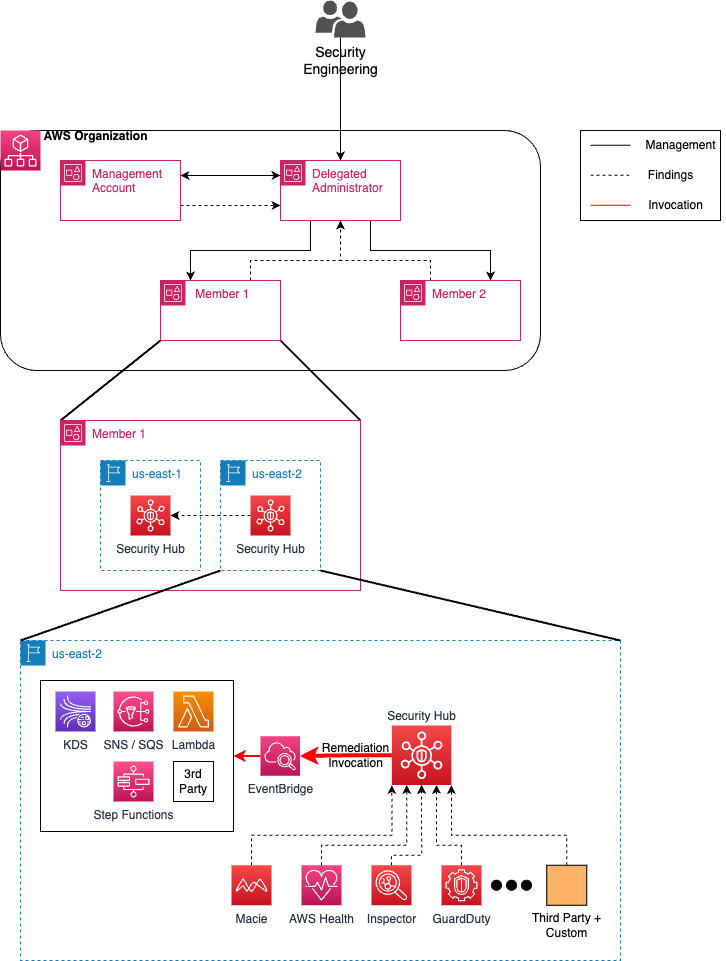 Security
Engineering
AWS Organization
Management
Account
Delegated
Administrator
Management
Findings
Invocation
Member 1
Member 2
Member 1
us-east-1
us-east-2
Security Hub
Security Hub
us-east-2
KDS
SNS / SQS
Lambda
Step Functions
3rd
Party
EventBridge
Remediation
Invocation
Security Hub
Macie
AWS Health
Inspector
GuardDuty
Third Party +
Custom